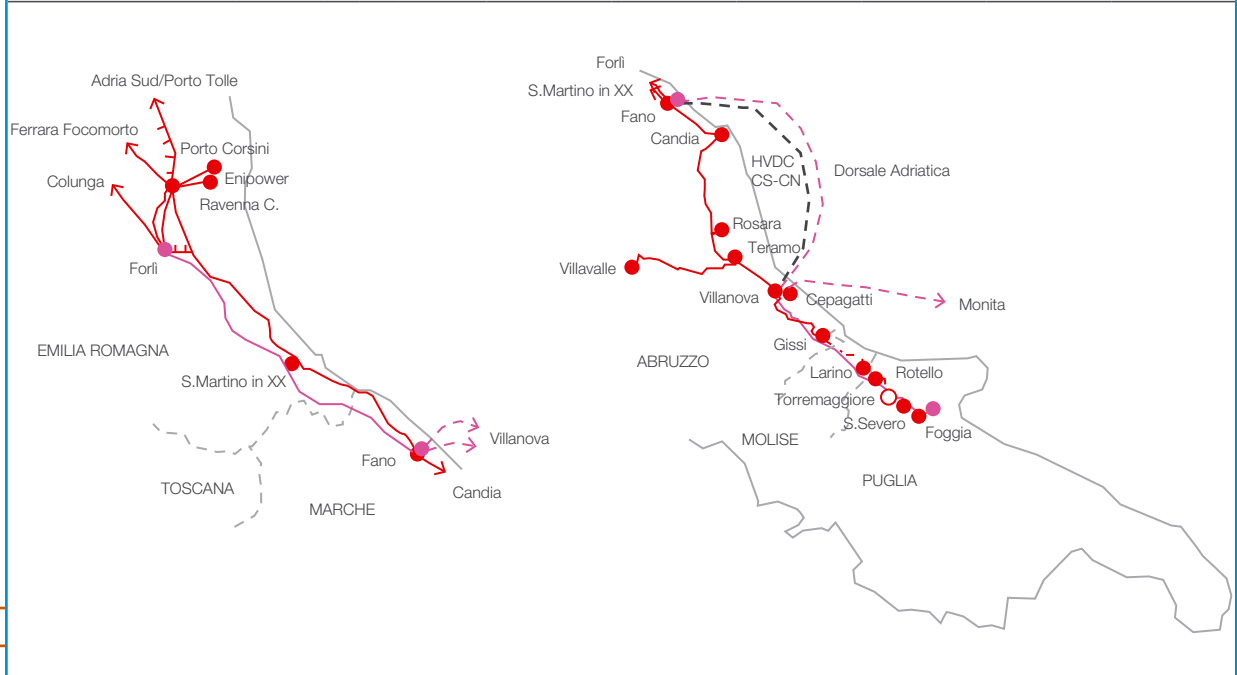 Adria Sud/Porto Tolle
Ferrara Focomorto
Porto Corsini
Colunga
Enipower
Ravenna C.
Forlì
EMILIA ROMAGNA
S.Martino in XX
Villanova
Fano
TOSCANA
Candia
MARCHE
Forlì
S.Martino in XX
Fano
Candia
HVDC
CS-CN
Dorsale Adriatica
Rosara
Teramo
Villavalle
Villanova
Cepagatti
Monita
Gissi
ABRUZZO
Larino
Rotello
Torremaggiore
S.Severo
Foggia
MOLISE
PUGLIA